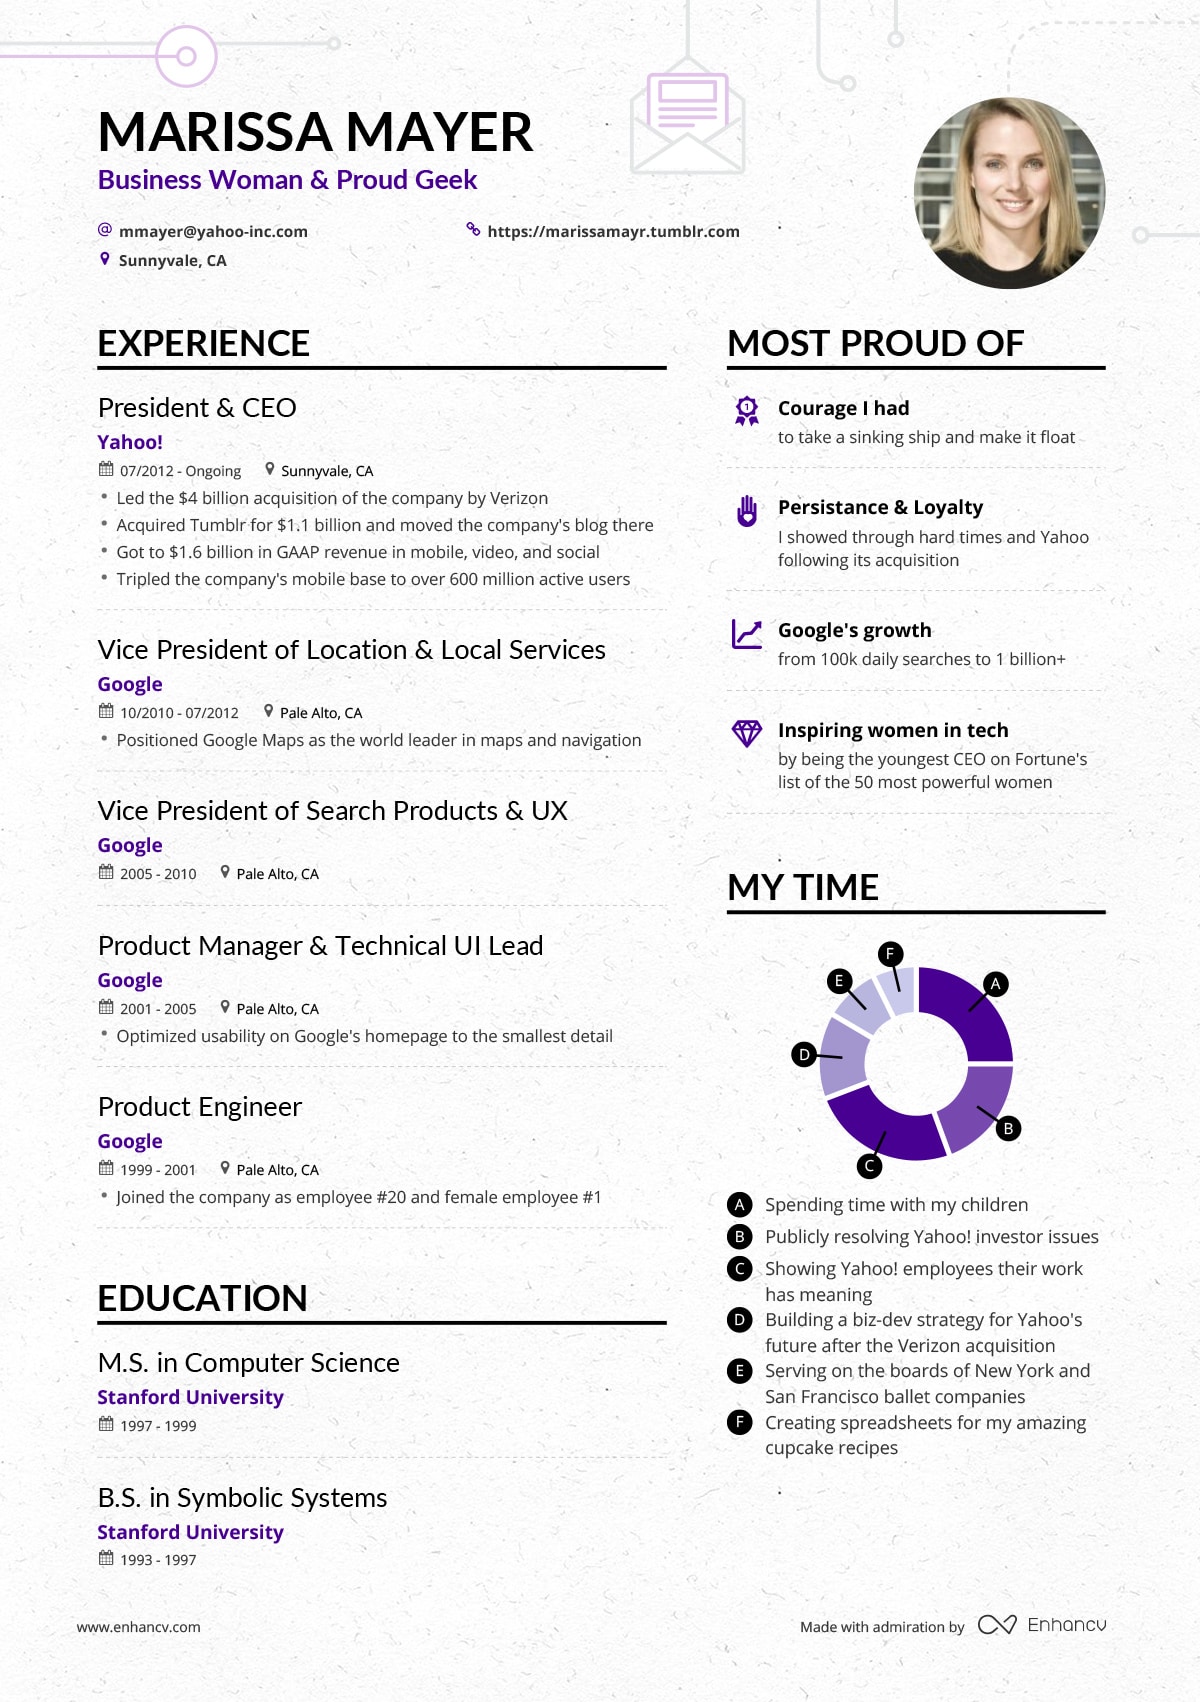 MARISSA MAYER
Business Woman & Proud Geek
@ mmayer@yahoo-inc.com
https://marissamayr.tumblr.com
Sunnyvale, CA
EXPERIENCE
President & CEO
Yahoo!
07/2012 - Ongoing Sunnyvale, CA
• Led the $4 billion acquisition of the company by Verizon
• Acquired Tumblr for $1.1 billion and moved the company's blog there
• Got to $1.6 billion in GAAP revenue in mobile, video, and social
• Tripled the company's mobile base to over 600 million active users
Vice President of Location & Local Services
Google
10/2010 - 07/2012 Pale Alto, CA
• Positioned Google Maps as the world leader in maps and navigation
Vice President of Search Products & UX
Google
2005 - 2010 Pale Alto, CA
Product Manager & Technical UI Lead
Google
2001 - 2005 Pale Alto, CA
• Optimized usability on Google's homepage to the smallest detail
Product Engineer
Google
1999 - 2001 Pale Alto, CA
• Joined the company as employee #20 and female employee #1
EDUCATION
M.S. in Computer Science
Stanford University
1997 - 1999
B.S. in Symbolic Systems
Stanford University
1993 - 1997
MOST PROUD OF
1
Courage I had
to take a sinking ship and make it float
Persistance & Loyalty
I showed through hard times and Yahoo
following its acquisition
Google's growth
from 100k daily searches to 1 billion+
Inspiring women in tech
by being the youngest CEO on Fortune's
list of the 50 most powerful women
MY TIME
F
E
A
D
B
C
A Spending time with my children
B Publicly resolving Yahoo! investor issues
C Showing Yahoo! employees their work
has meaning
D Building a biz-dev strategy for Yahoo's
future after the Verizon acquisition
E Serving on the boards of New York and
San Francisco ballet companies
F Creating spreadsheets for my amazing
cupcake recipes
www.enhancv.com
Made with admiration by Enhancv